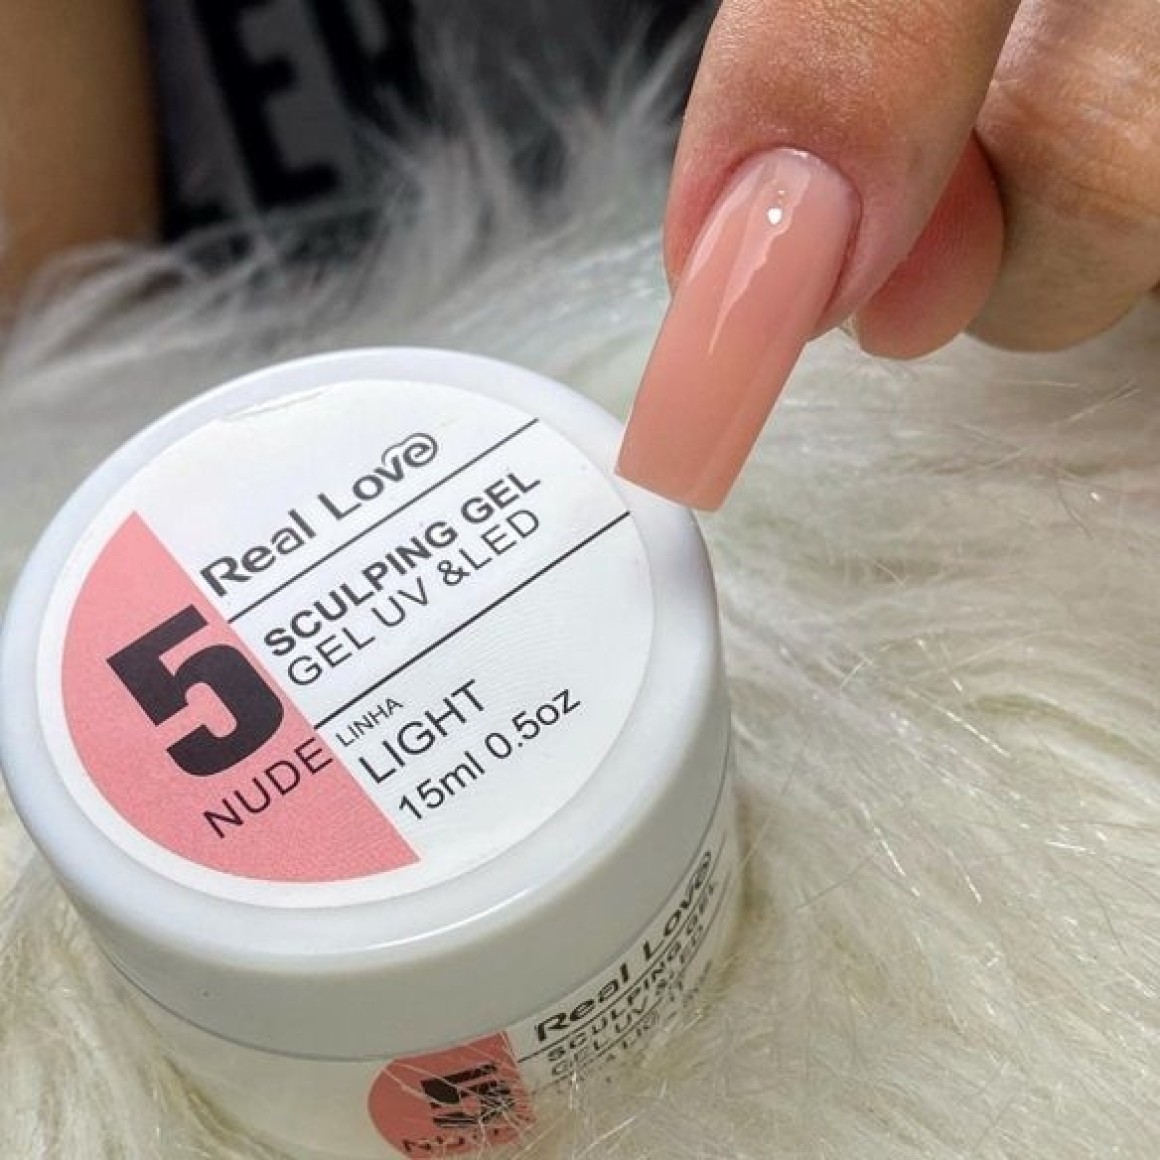 Real Love
SCULPING GEL
GEL UV &LED
5
NUDE
LINHA
LIGHT
15ml 0.5oz
Real Love
SCULPING GEL
GEL UV &LED
5